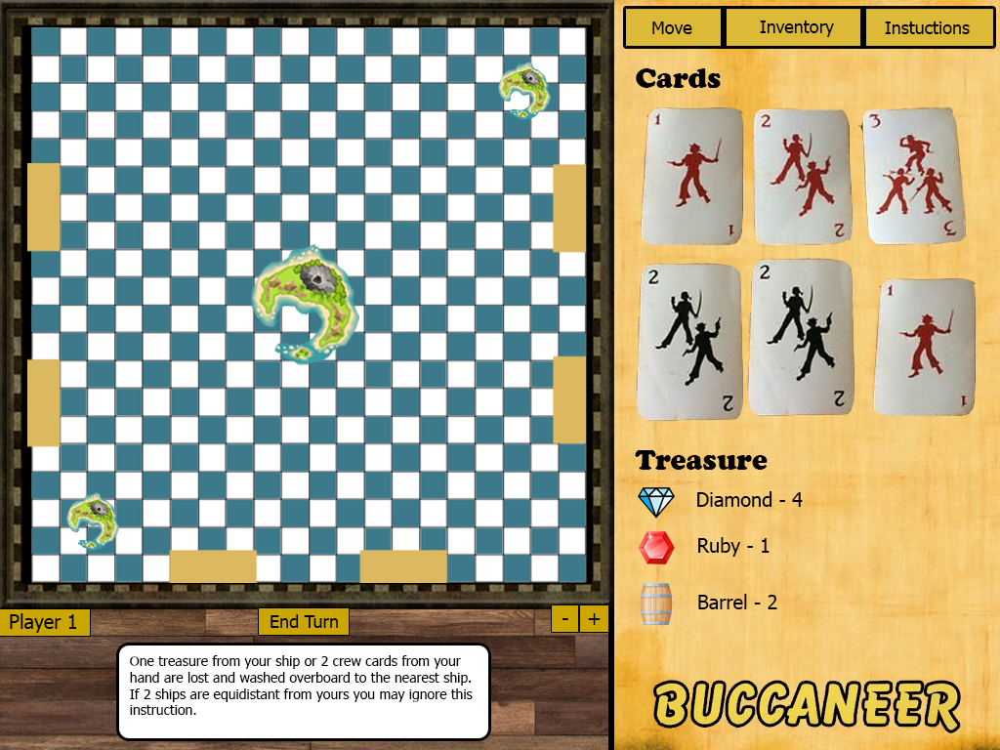 Move
Inventory
Instuctions
Cards
1
1
2
2
3
3
2
2
2
2
1
1
Treasure
Diamond - 4
Ruby - 1
Barrel - 2
Player 1
End Turn
-
+
One treasure from your ship or 2 crew cards from your
hand are lost and washed overboard to the nearest ship.
If 2 ships are equidistant from yours you may ignore this
instruction.
BUCCANEER